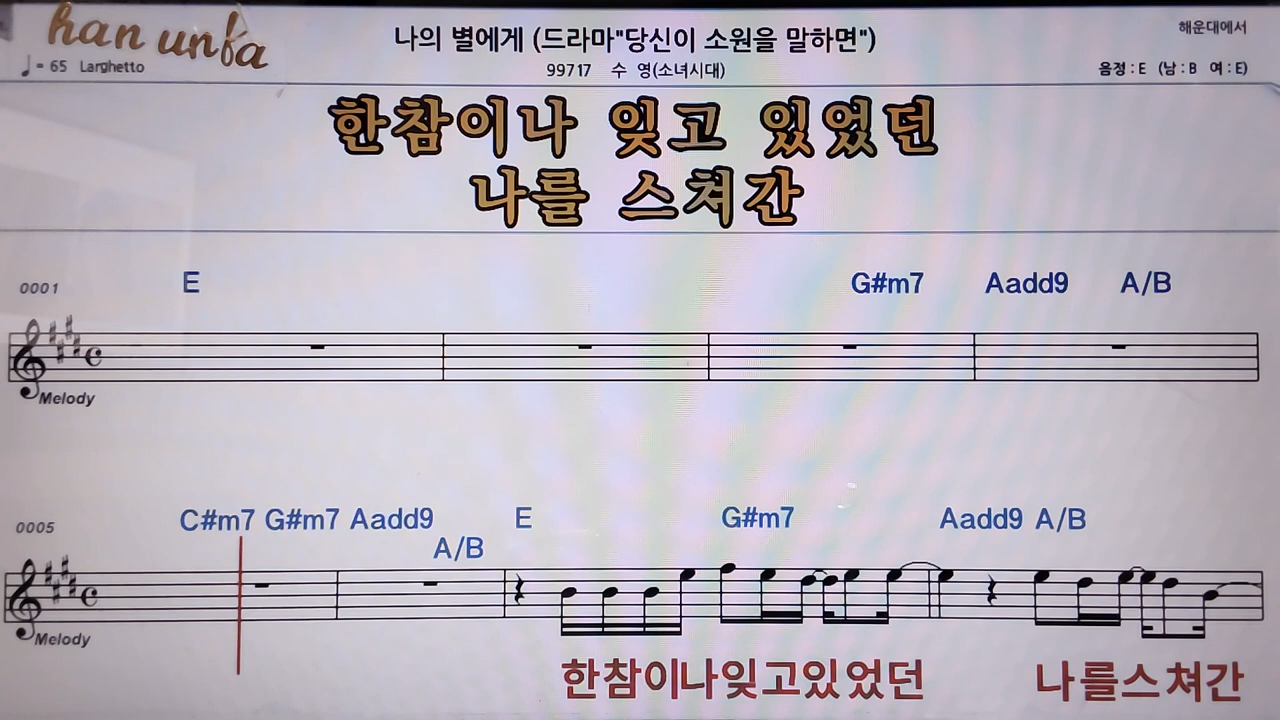 han unfa
나의 별에게 (드라마"당신이 소원을 말하면")
해운대에서
♩= 65 Larghetto
99717 수 영(소녀시대)
음정 : E (남 : B 여 : E)
한참이나 잊고 있었던
나를 스쳐간
0001 E G#m7 Aadd9 A/B
Melody
0005 C#m7 G#m7 Aadd9 E G#m7 Aadd9 A/B
A/B
Melody
한참이나잊고있었던 나를스쳐간